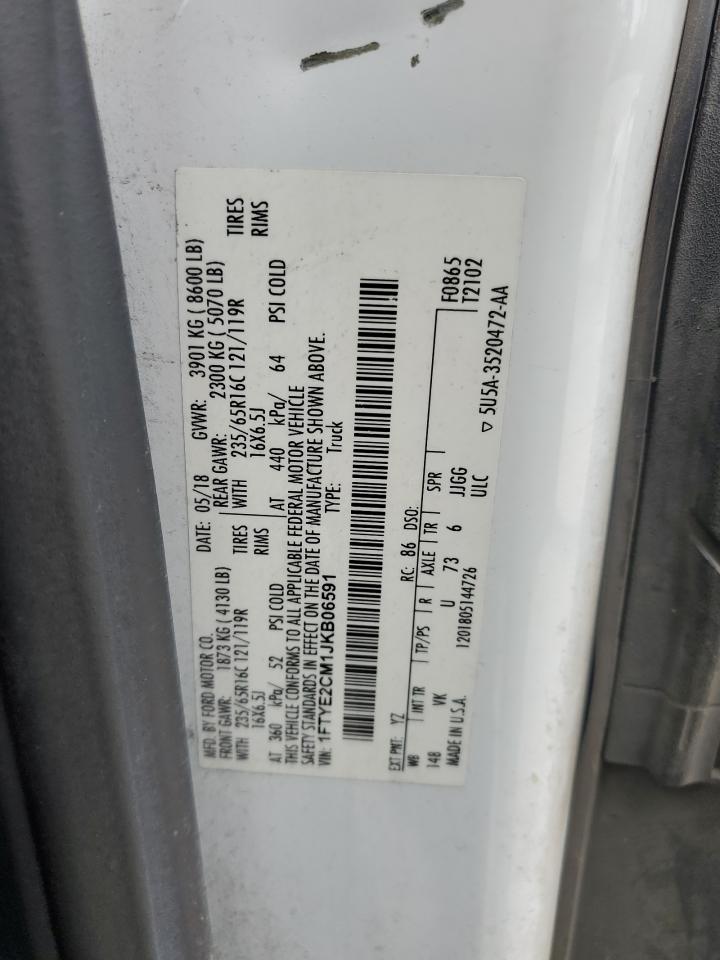 MFD. BY FORD MOTOR CO. DATE: 05/18 GVWR: 3901 KG ( 8600 LB)
FRONT GAWR: 1873 KG ( 4130 LB) REAR GAWR: 2300 KG ( 5070 LB)
WITH 235/65R16C 121/119R TIRES WITH 235/65R16C 121/119R TIRES
16X6.5J RIMS 16X6.5J RIMS
AT 360 kPa/ 52 PSI COLD AT 440 kPa/ 64 PSI COLD
THIS VEHICLE CONFORMS TO ALL APPLICABLE FEDERAL MOTOR VEHICLE
SAFETY STANDARDS IN EFFECT ON THE DATE OF MANUFACTURE SHOWN ABOVE.
VIN: 1FTYE2CM1JKB06591 TYPE: Truck
EXT PNT: YZ RC: 86 DSO: F0865
WB INT TR TP/PS R AXLE TR SPR T2102
148 VK U 73 6 JJGG
MADE IN U.S.A. 1201805144726 ULC
▽ 5U5A-3520472-AA